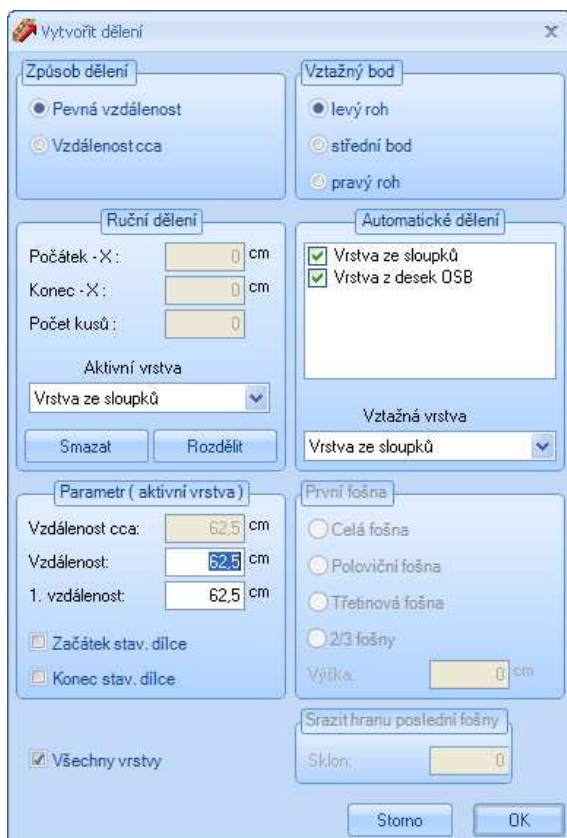 Vytvořit dělení
Způsob dělení
Pevná vzdálenost
Vzdálenost cca
Vztažný bod
levý roh
střední bod
pravý roh
Ruční dělení
Počátek -X : 0 cm
Konec -X : 0 cm
Počet kusů : 0
Aktivní vrstva
Vrstva ze sloupků
Smazat Rozdělit
Automatické dělení
Vrstva ze sloupků
Vrstva z desek OSB
Vztažná vrstva
Vrstva ze sloupků
Parametr ( aktivní vrstva )
Vzdálenost cca: 62,5 cm
Vzdálenost: 62,5 cm
1. vzdálenost: 62,5 cm
Začátek stav. dílce
Konec stav. dílce
První fošna
Celá fošna
Poloviční fošna
Třetinová fošna
2/3 fošny
Výška: 0 cm
Všechny vrstvy
Srazit hranu poslední fošny
Sklon: 0
Storno OK